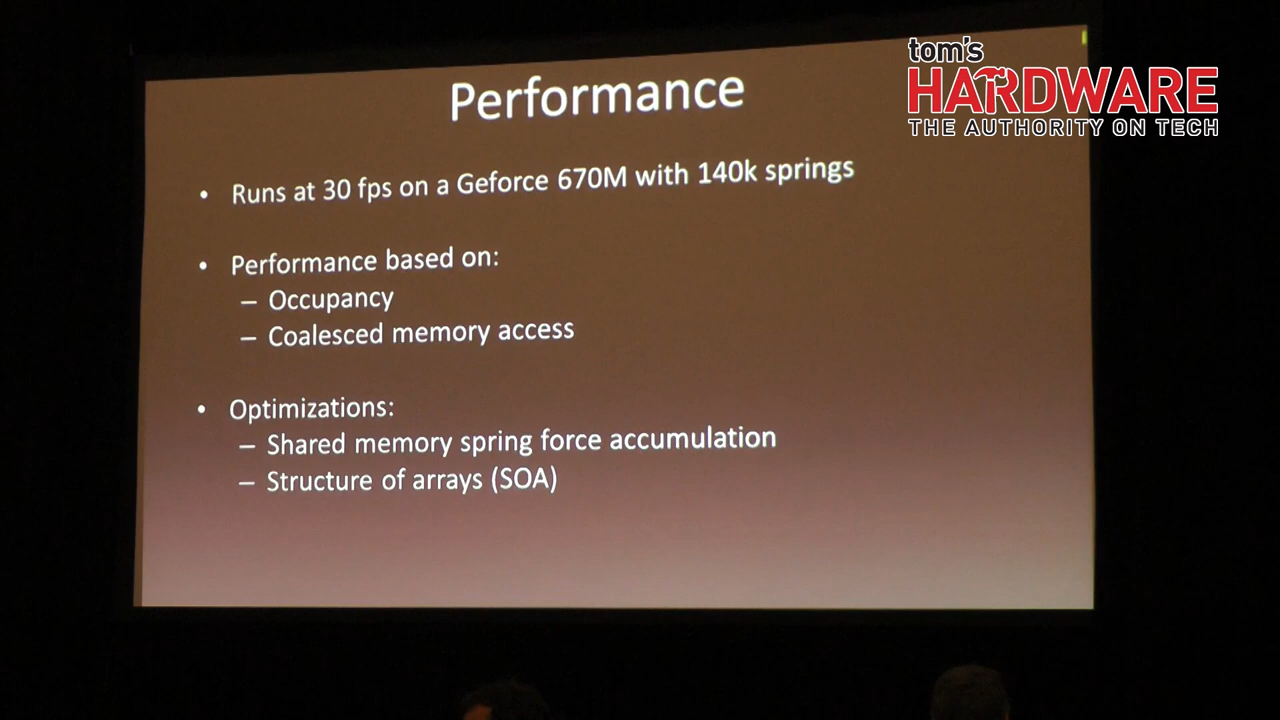 tom's
HARDWARE
THE AUTHORITY ON TECH
Performance
• Runs at 30 fps on a Geforce 670M with 140k springs
• Performance based on:
– Occupancy
– Coalesced memory access
• Optimizations:
– Shared memory spring force accumulation
– Structure of arrays (SOA)